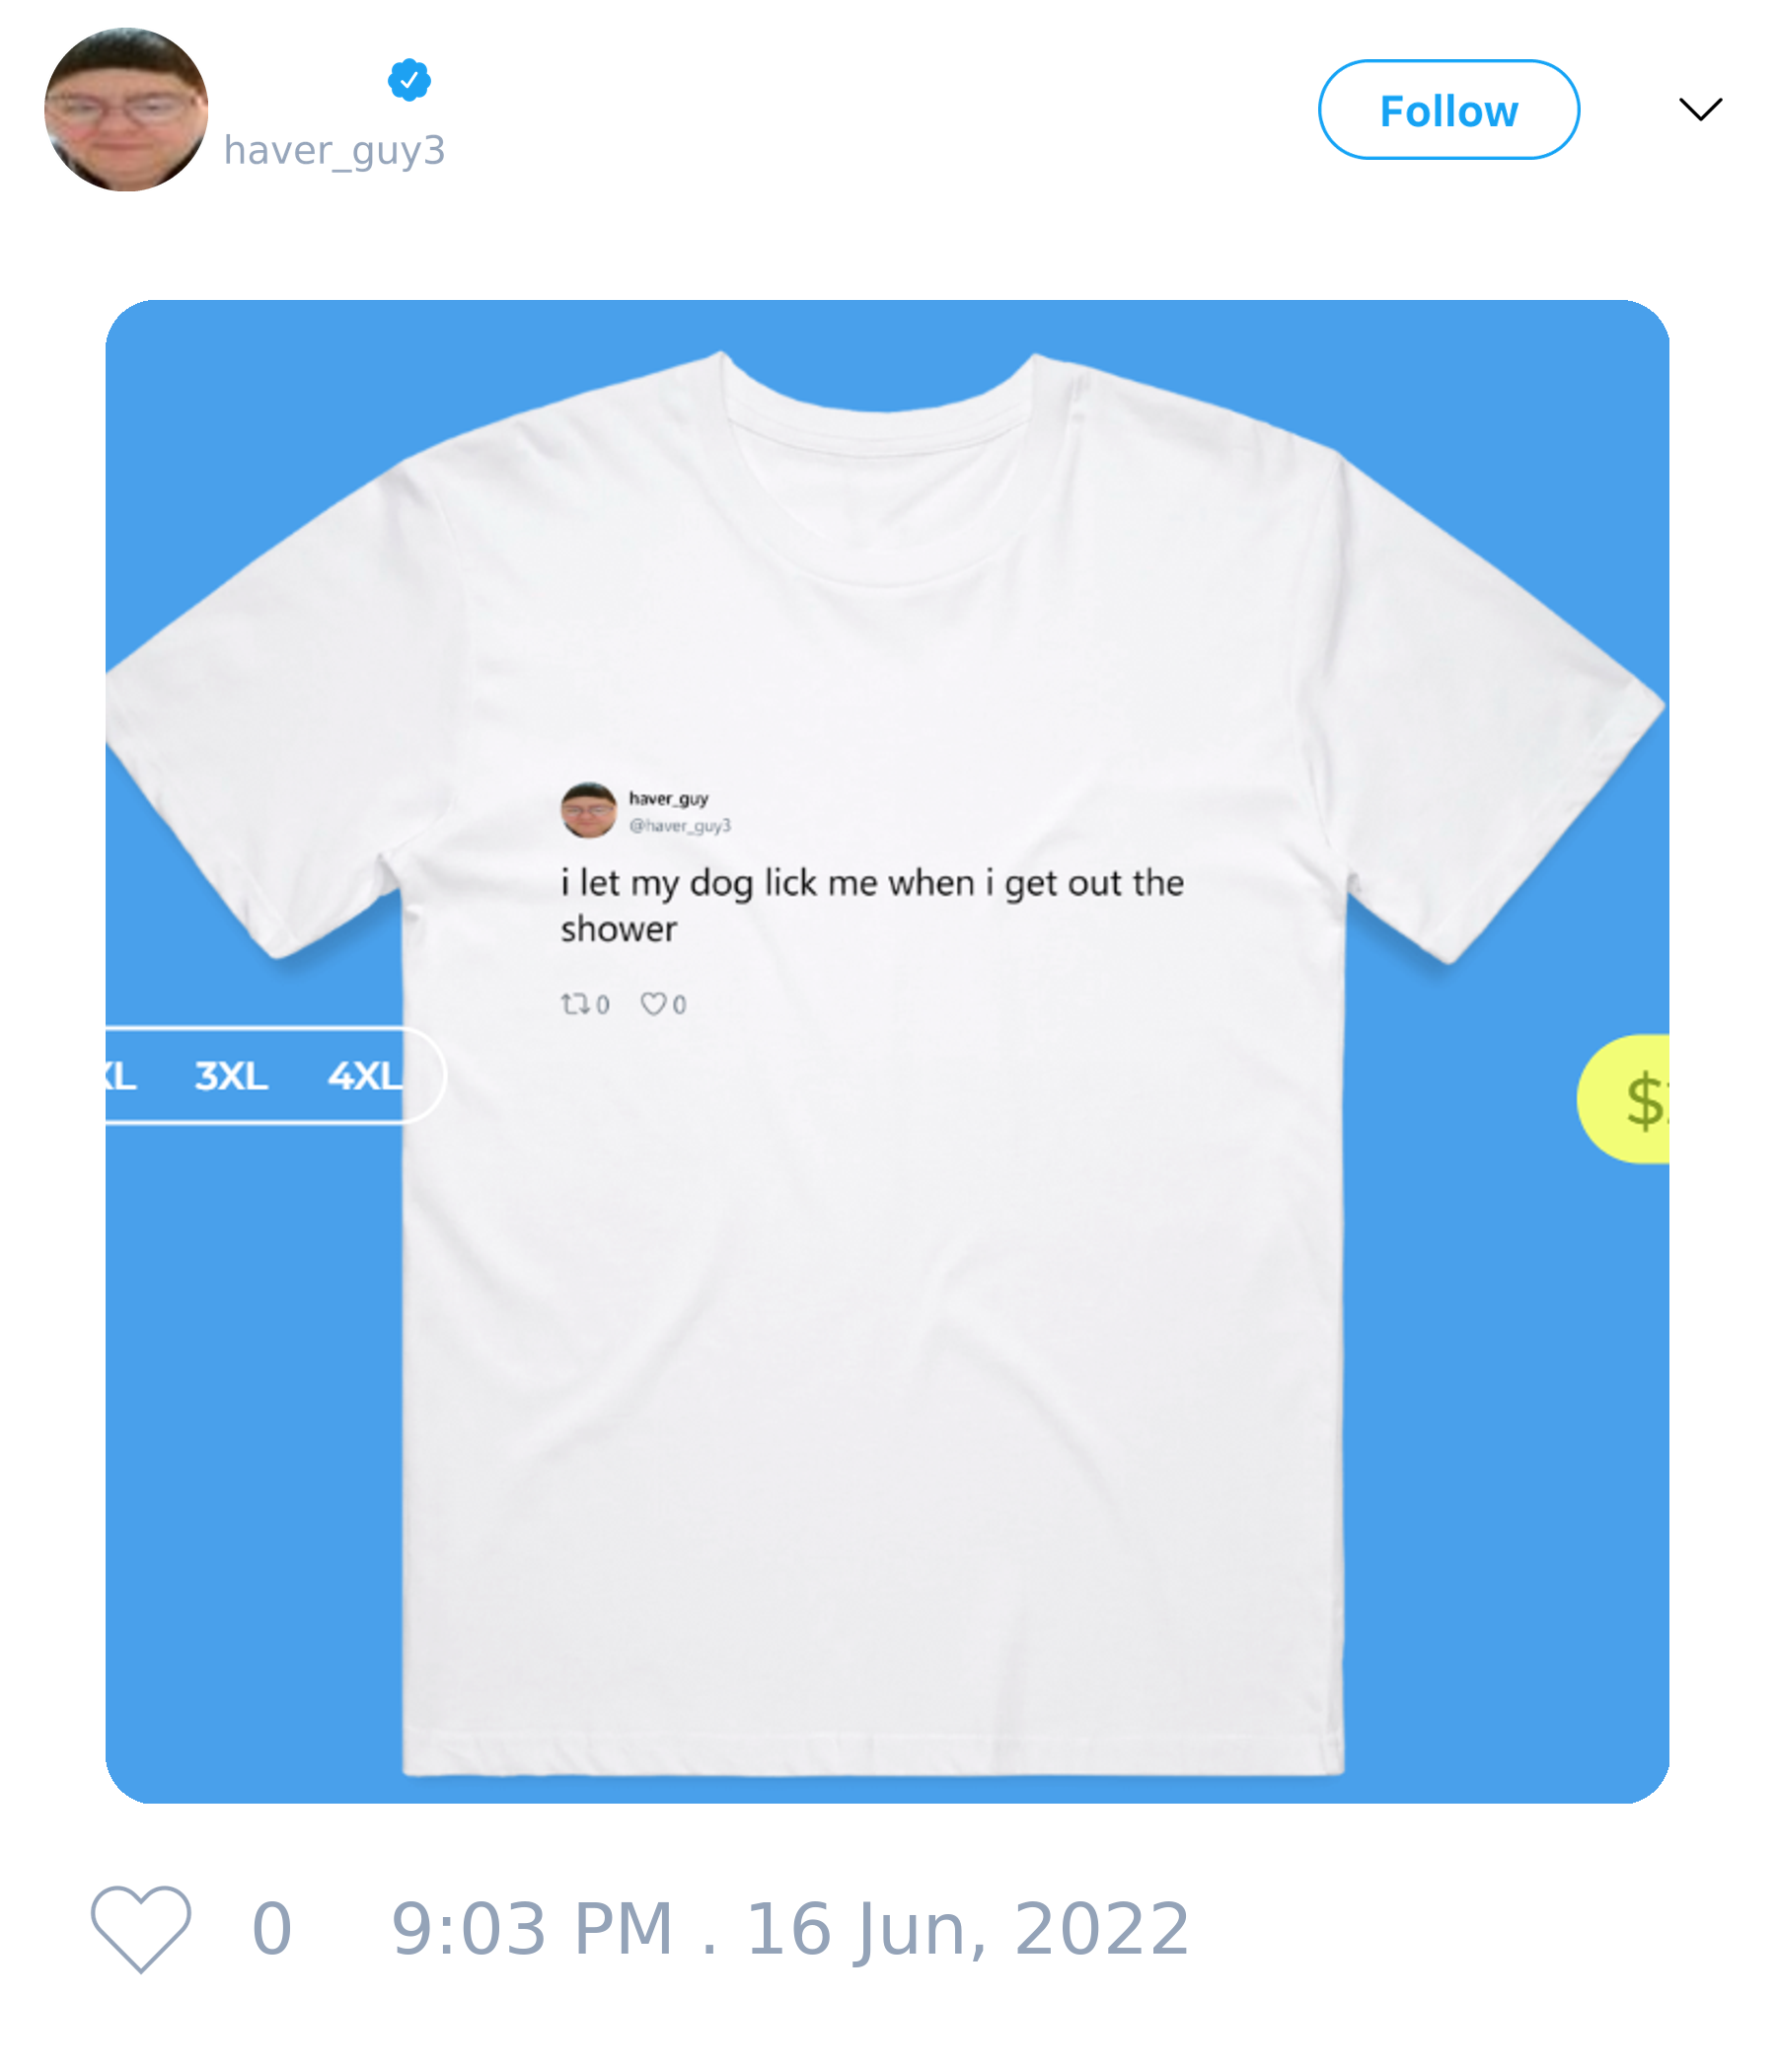 haver_guy3
Follow
haver_guy
@haver_guy3
i let my dog lick me when i get out the
shower
0 0
3XL 4XL
$
0 9:03 PM . 16 Jun, 2022